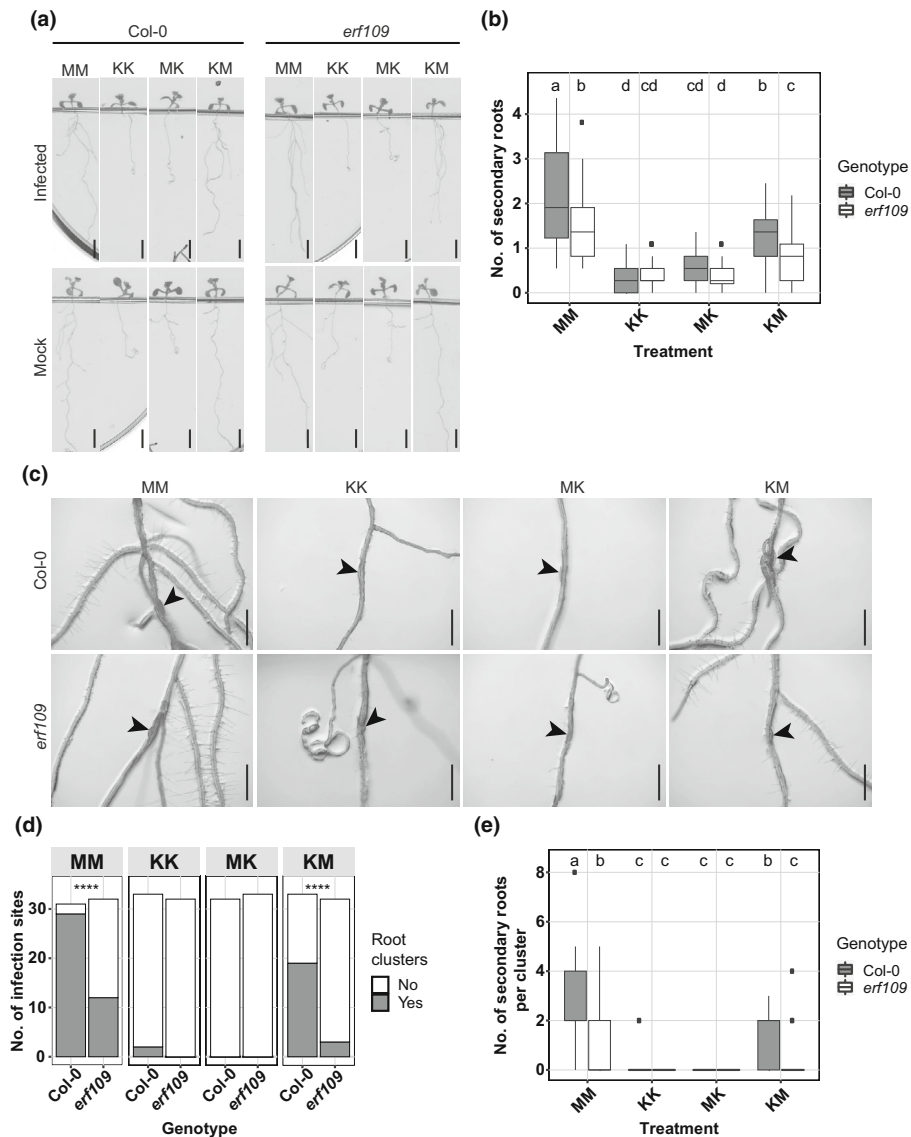 (a)
Col-0
erf109
MM KK MK KM
MM KK MK KM
Infected
Mock
(b)
a b d cd cd d b c
No. of secondary roots
4
3
2
1
0
MM KK MK KM
Treatment
Genotype
Col-0
erf109
(c)
MM KK MK KM
Col-0
erf109
(d)
MM KK MK KM
**** ****
No. of infection sites
30
20
10
0
Col-0 erf109 Col-0 erf109 Col-0 erf109 Col-0 erf109
Genotype
Root
clusters
No
Yes
(e)
a b c c c c b c
No. of secondary roots
per cluster
8
6
4
2
0
MM KK MK KM
Treatment
Genotype
Col-0
erf109